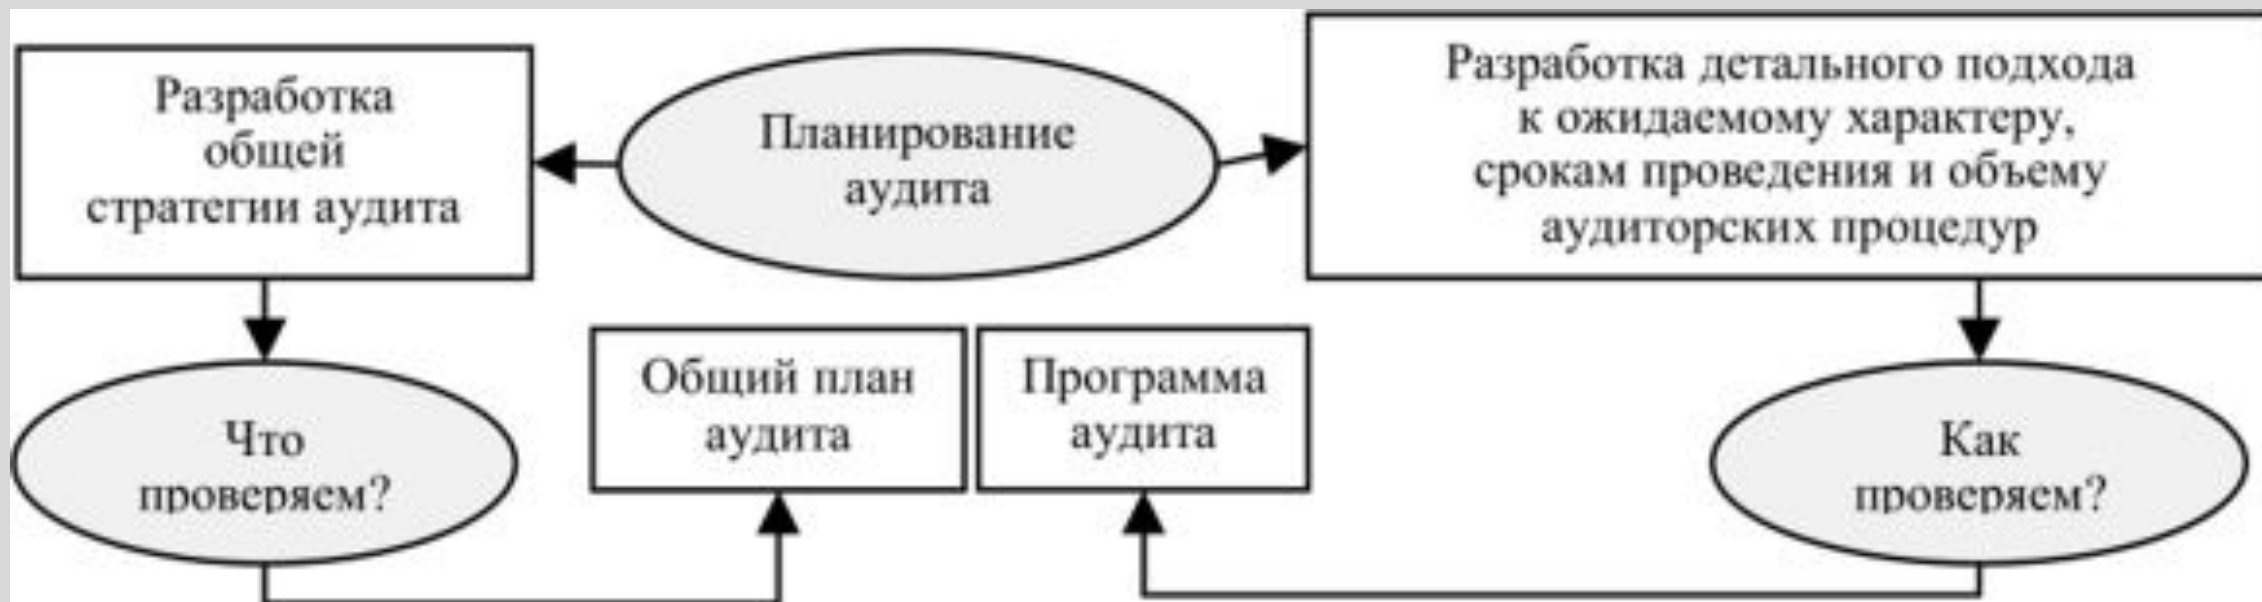 Разработка
общей
стратегии аудита
Планирование
аудита
Разработка детального подхода
к ожидаемому характеру,
срокам проведения и объему
аудиторских процедур
Что
проверяем?
Общий план
аудита
Программа
аудита
Как
проверяем?